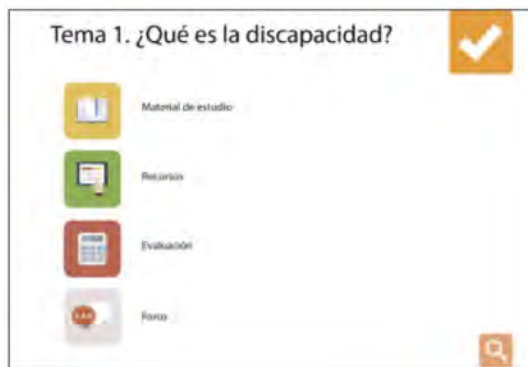 Tema 1. ¿Qué es la discapacidad?
Material de estudio
Recursos
Evaluación
Foros